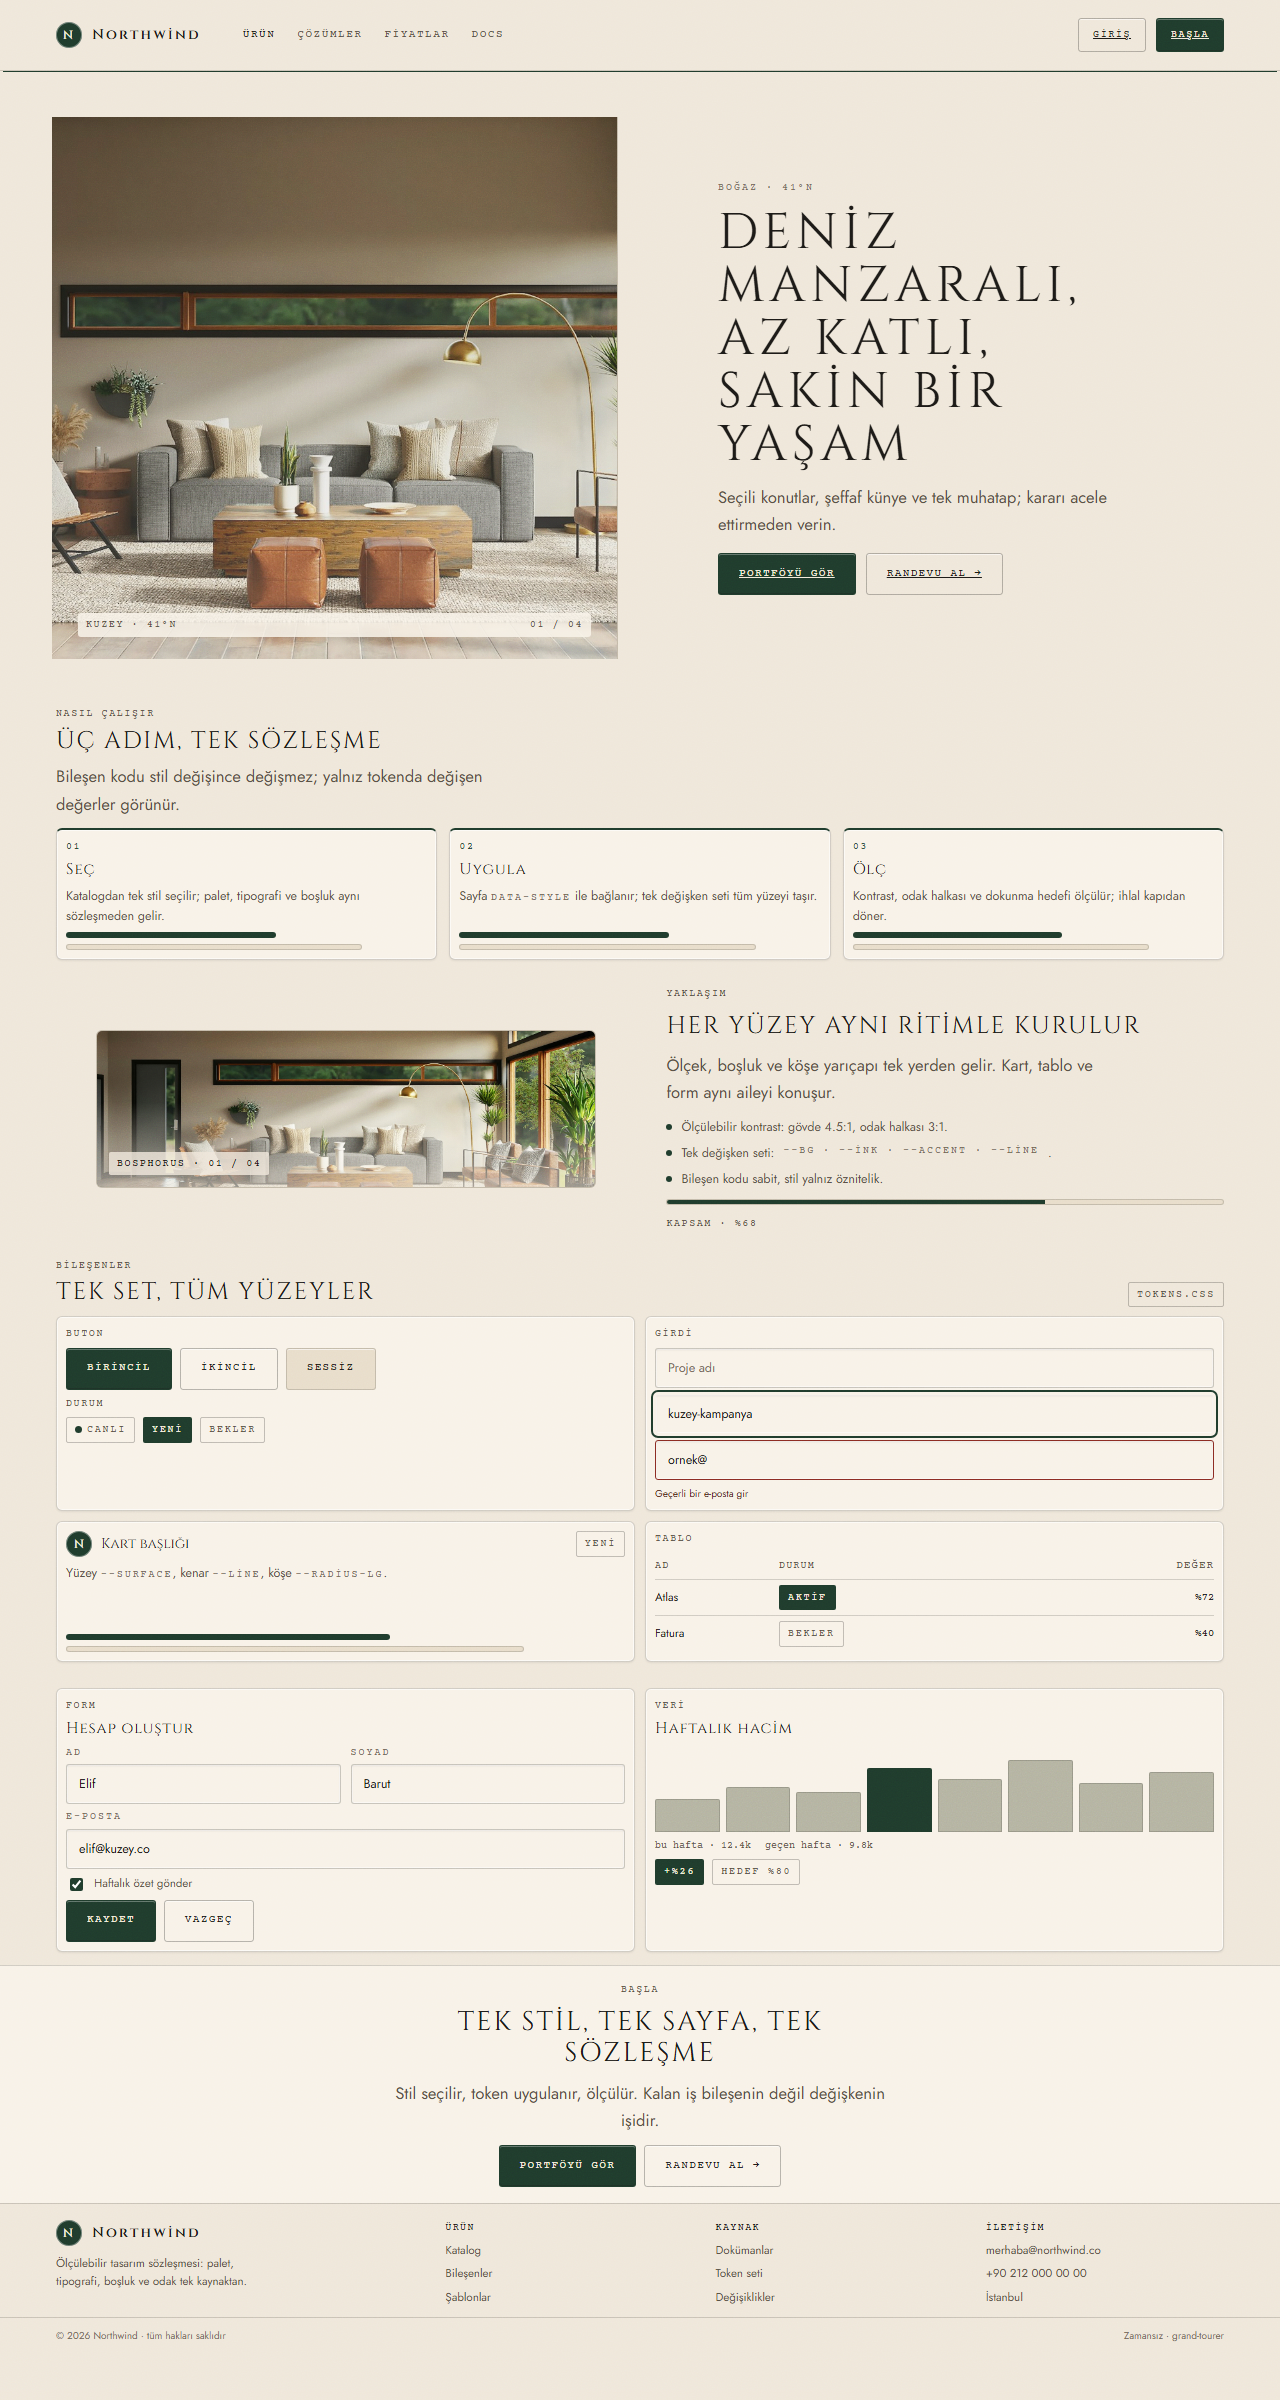 N Northwind ÜRÜN ÇÖZÜMLER FİYATLAR DOCS GİRİŞ BAŞLA
BOĞAZ · 41°N
DENİZ
MANZARALI,
AZ KATLI,
SAKİN BİR
YAŞAM
Seçili konutlar, şeffaf künye ve tek muhatap; kararı acele
ettirmeden verin.
PORTFÖYÜ GÖR RANDEVU AL →
KUZEY · 41°N 01 / 04
NASIL ÇALIŞIR
ÜÇ ADIM, TEK SÖZLEŞME
Bileşen kodu stil değişince değişmez; yalnız tokenda değişen
değerler görünür.
01
Seç
Katalogdan tek stil seçilir; palet, tipografi ve boşluk aynı
sözleşmeden gelir.
02
Uygula
Sayfa DATA-STYLE ile bağlanır; tek değişken seti tüm yüzeyi taşır.
03
Ölç
Kontrast, odak halkası ve dokunma hedefi ölçülür; ihlal kapıdan
döner.
BOSPHORUS · 01 / 04
YAKLAŞIM
HER YÜZEY AYNI RİTİMLE KURULUR
Ölçek, boşluk ve köşe yarıçapı tek yerden gelir. Kart, tablo ve
form aynı aileyi konuşur.
Ölçülebilir kontrast: gövde 4.5:1, odak halkası 3:1.
Tek değişken seti: --BG · --İNK · --ACCENT · --LİNE .
Bileşen kodu sabit, stil yalnız öznitelik.
KAPSAM · %68
BİLEŞENLER
TEK SET, TÜM YÜZEYLER
TOKENS.CSS
BUTON
BİRİNCİL İKİNCİL SESSİZ
DURUM
CANLI YENİ BEKLER
GİRDİ
Proje adı
kuzey-kampanya
ornek@
Geçerli bir e-posta gir
N Kart başlığı YENİ
Yüzey --SURFACE, kenar --LİNE, köşe --RADİUS-LG.
TABLO
AD DURUM DEĞER
Atlas AKTİF %72
Fatura BEKLER %40
FORM
Hesap oluştur
AD SOYAD
Elif Barut
E-POSTA
elif@kuzey.co
Haftalık özet gönder
KAYDET VAZGEÇ
VERİ
Haftalık hacim
bu hafta · 12.4k geçen hafta · 9.8k
+%26 HEDEF %80
BAŞLA
TEK STİL, TEK SAYFA, TEK
SÖZLEŞME
Stil seçilir, token uygulanır, ölçülür. Kalan iş bileşenin değil değişkenin
işidir.
PORTFÖYÜ GÖR RANDEVU AL →
N Northwind
Ölçülebilir tasarım sözleşmesi: palet,
tipografi, boşluk ve odak tek kaynaktan.
ÜRÜN
Katalog
Bileşenler
Şablonlar
KAYNAK
Dokümanlar
Token seti
Değişiklikler
İLETİŞİM
merhaba@northwind.co
+90 212 000 00 00
İstanbul
© 2026 Northwind · tüm hakları saklıdır Zamansız · grand-tourer